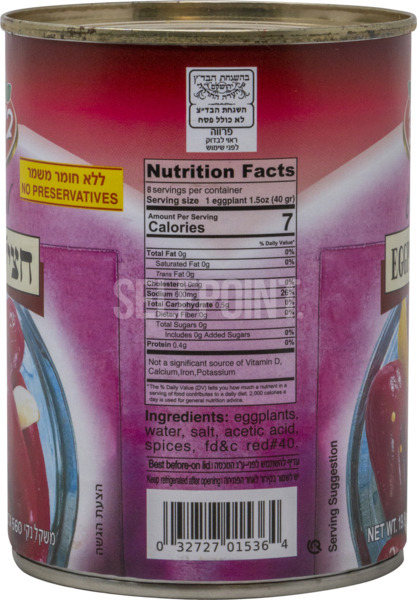 בהשגחת הבד"ץ
השגחת הבד"צ
לא כולל פסח
פרווה
ראוי לבדוק
לפני שימוש
ללא חומר משמר
NO PRESERVATIVES
Nutrition Facts
8 servings per container
Serving size 1 eggplant 1.5oz (40 gr)
Amount Per Serving
Calories 7
% Daily Value*
Total Fat 0g 0%
Saturated Fat 0g 0%
Trans Fat 0g
Cholesterol 0mg 0%
Sodium 600mg 26%
Total Carbohydrate 0.5g 0%
Dietary Fiber 0g 0%
Total Sugars 0g
Includes 0g Added Sugars 0%
Protein 0.4g 0%
Not a significant source of Vitamin D,
Calcium,Iron,Potassium
*The % Daily Value (DV) tells you how much a nutrient in a
serving of food contributes to a daily diet. 2,000 calories a
day is used for general nutrition advice.
Ingredients: eggplants,
water, salt, acetic acid,
spices, fd&c red#40.
Best before-on lid
Keep refrigerated after opening
0 32727 01536 4
הצעת הגשה
Serving Suggestion
משקל נקי 560
NET WT. 19
חצי
EGG